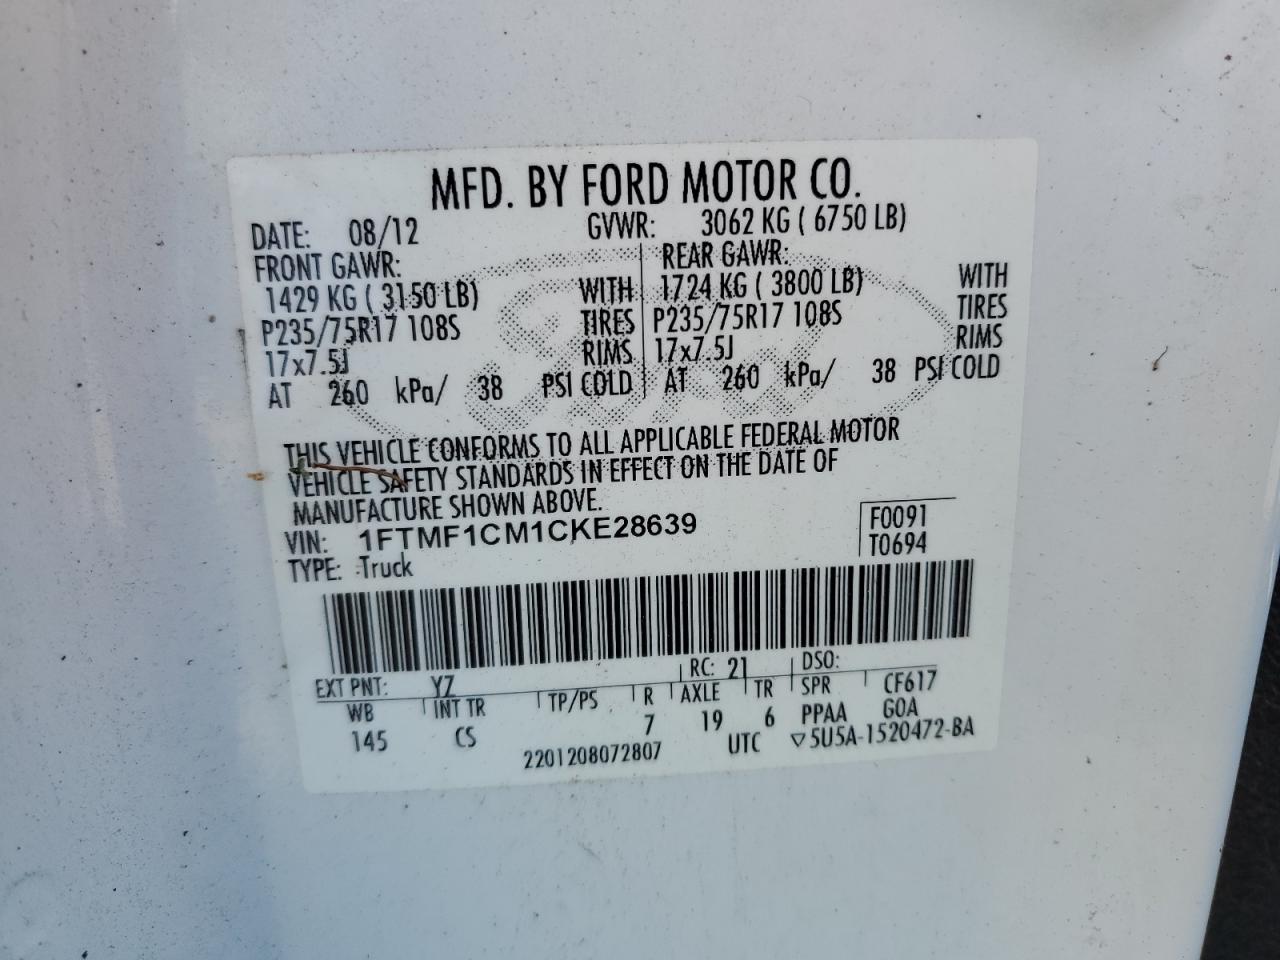 MFD. BY FORD MOTOR CO.
DATE: 08/12 GVWR: 3062 KG ( 6750 LB)
FRONT GAWR: REAR GAWR:
1429 KG ( 3150 LB) WITH 1724 KG ( 3800 LB) WITH
P235/75R17 108S TIRES P235/75R17 108S TIRES
17x7.5J RIMS 17x7.5J RIMS
AT 260 kPa/ 38 PSI COLD AT 260 kPa/ 38 PSI COLD
THIS VEHICLE CONFORMS TO ALL APPLICABLE FEDERAL MOTOR
VEHICLE SAFETY STANDARDS IN EFFECT ON THE DATE OF
MANUFACTURE SHOWN ABOVE.
VIN: 1FTMF1CM1CKE28639 F0091
TYPE: Truck T0694
EXT PNT: YZ RC: 21 DSO:
WB INT TR TP/PS R AXLE TR SPR CF617
145 CS 7 19 6 PPAA GOA
2201208072807 UTC ▽5U5A-1520472-BA